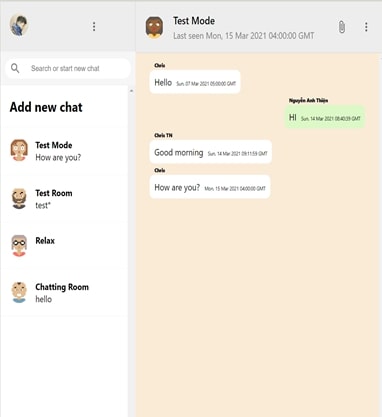 Search or start new chat
Add new chat
Test Mode
How are you?
Test Room
test"
Relax
Chatting Room
hello
Test Mode
Last seen Mon, 15 Mar 2021 04:00:00 GMT
Chris
Hello Sun, 07 Mar 2021 05:00:00 GMT
Nguyễn Anh Thiện
HI Sun, 14 Mar 2021 08:40:39 GMT
Chris TN
Good morning Sun, 14 Mar 2021 09:11:59 GMT
Chris
How are you? Mon, 15 Mar 2021 04:00:00 GMT